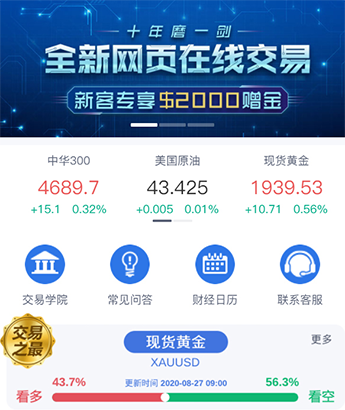 十年磨一剑
全新网页在线交易
新客专享$2000赠金
中华300 美国原油 现货黄金
4689.7 43.425 1939.53
+15.1 0.32% +0.005 0.01% +10.71 0.56%
交易学院 常见问答 财经日历 联系客服
交易之最
现货黄金 更多
XAUUSD
43.7% 更新时间 2020-08-27 09:00 56.3%
看多 看空